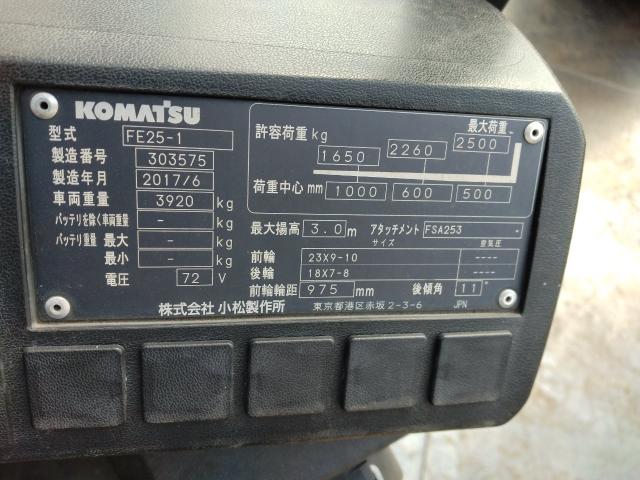 KOMATSU
型式 FE25-1
製造番号 303575
製造年月 2017/6
車両重量 3920 kg
バッテリを除く車両重量 - kg
バッテリ重量 最大 - kg
最小 - kg
電圧 72 V
許容荷重 kg 1650 2260 最大荷重 2500
荷重中心 mm 1000 600 500
最大揚高 3.0 m アタッチメント FSA253 -
サイズ 空気圧
前輪 23X9-10 ----
後輪 18X7-8 ----
前輪輪距 975 mm 後傾角 11°
株式会社 小松製作所 東京都港区赤坂2-3-6 JPN